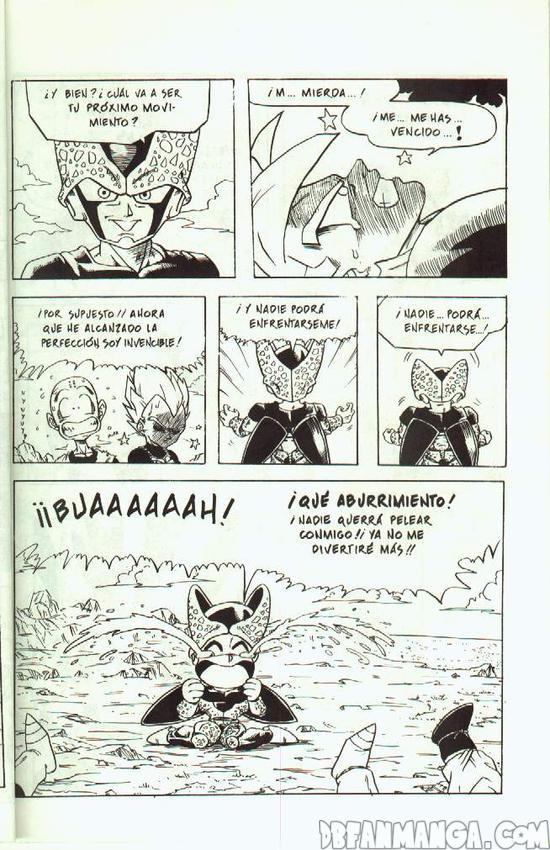 ¿Y BIEN? ¿CUÁL VA A SER
TU PRÓXIMO MOVI-
MIENTO?
¡M... MIERDA...!
¡ME... ME HAS
VENCIDO...!
¡POR SUPUESTO!! AHORA
QUE HE ALCANZADO LA
PERFECCIÓN SOY INVENCIBLE!
¡Y NADIE PODRÁ
ENFRENTARSEME!
¡NADIE... PODRÁ...
ENFRENTARSE...!
¡¡BUAAAAAAH!
¡QUÉ ABURRIMIENTO!
¡NADIE QUERRÁ PELEAR
CONMIGO!! ¡YA NO ME
DIVERTIRÉ MÁS!!
DBFANMANGA.COM